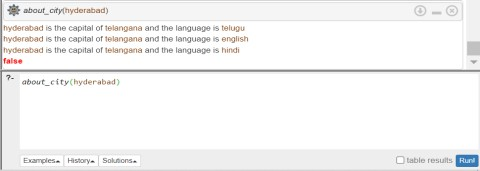 about_city(hyderabad)
hyderabad is the capital of telangana and the language is telugu
hyderabad is the capital of telangana and the language is english
hyderabad is the capital of telangana and the language is hindi
false
?- about_city(hyderabad)
Examples History Solutions table results Run!